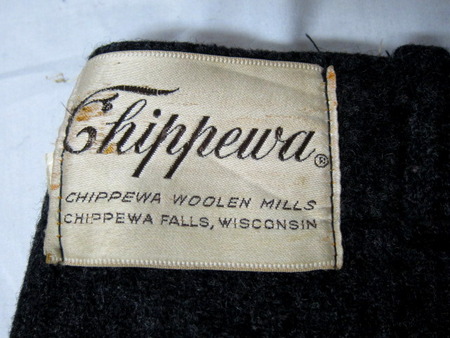 Chippewa®
CHIPPEWA WOOLEN MILLS
CHIPPEWA FALLS, WISCONSIN